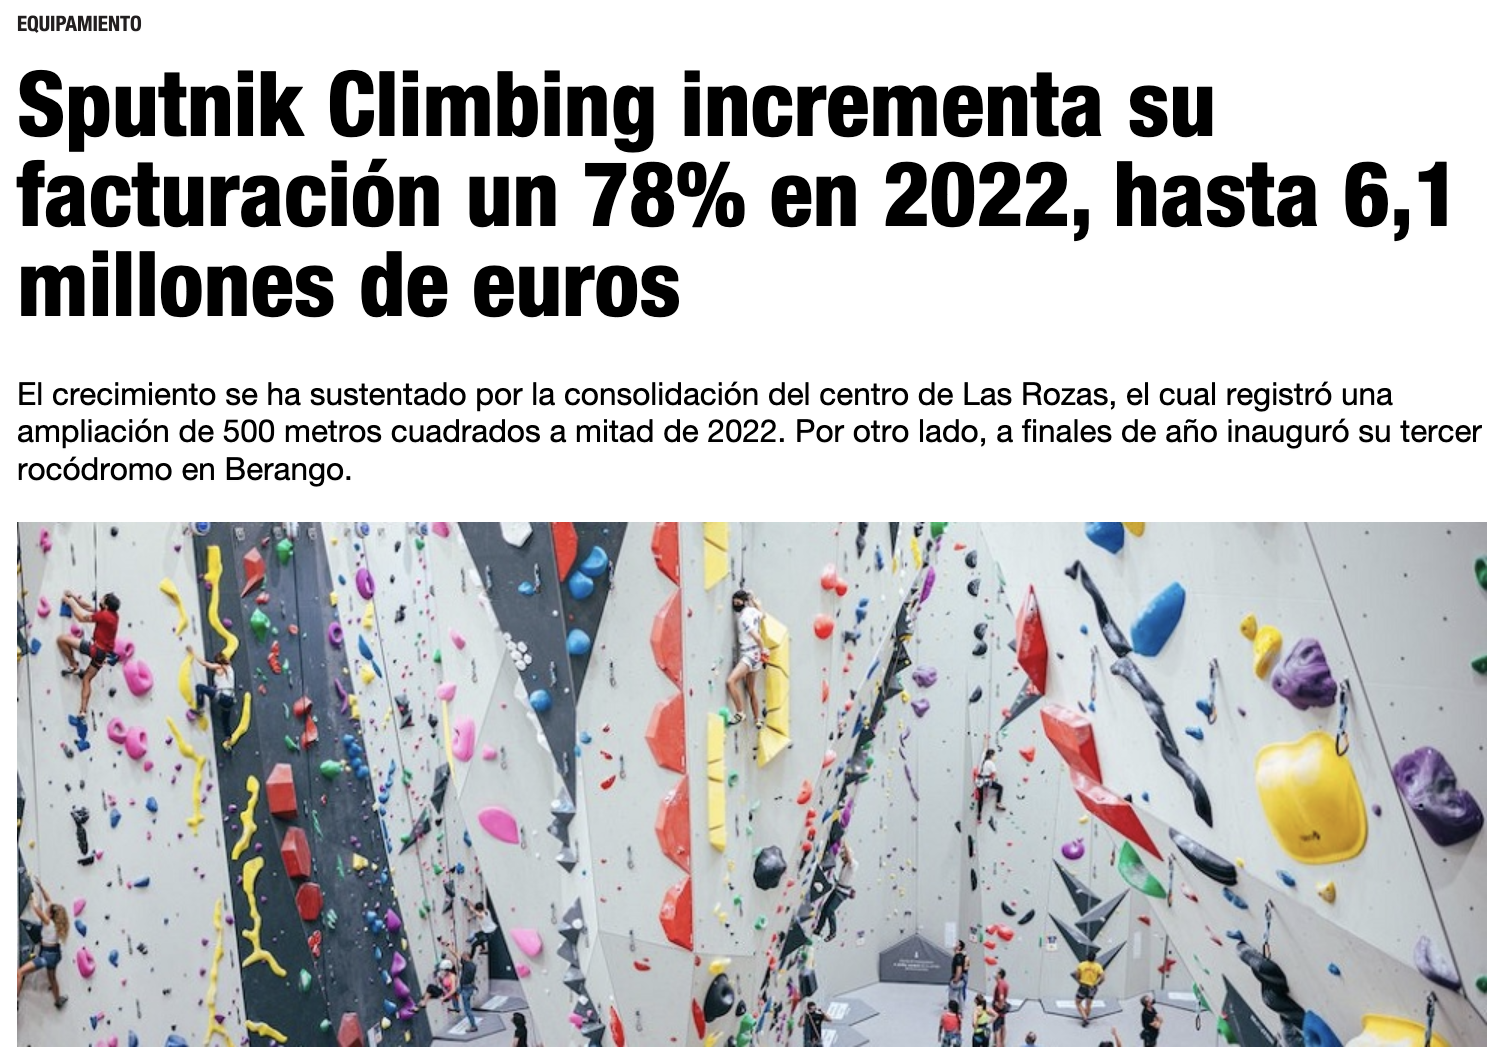 EQUIPAMIENTO
Sputnik Climbing incrementa su
facturación un 78% en 2022, hasta 6,1
millones de euros
El crecimiento se ha sustentado por la consolidación del centro de Las Rozas, el cual registró una
ampliación de 500 metros cuadrados a mitad de 2022. Por otro lado, a finales de año inauguró su tercer
rocódromo en Berango.